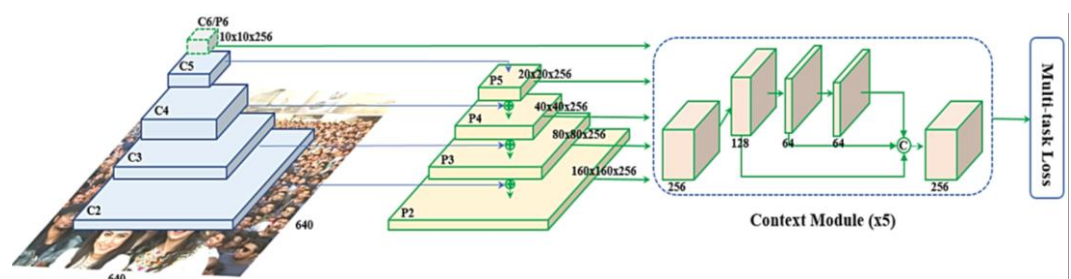 C6/P6
10x10x256
C5
C4
C3
C2
640
640
P5
20x20x256
P4
40x40x256
P3
80x80x256
P2
160x160x256
256
128
64
64
C
256
Context Module (x5)
Multi-task Loss